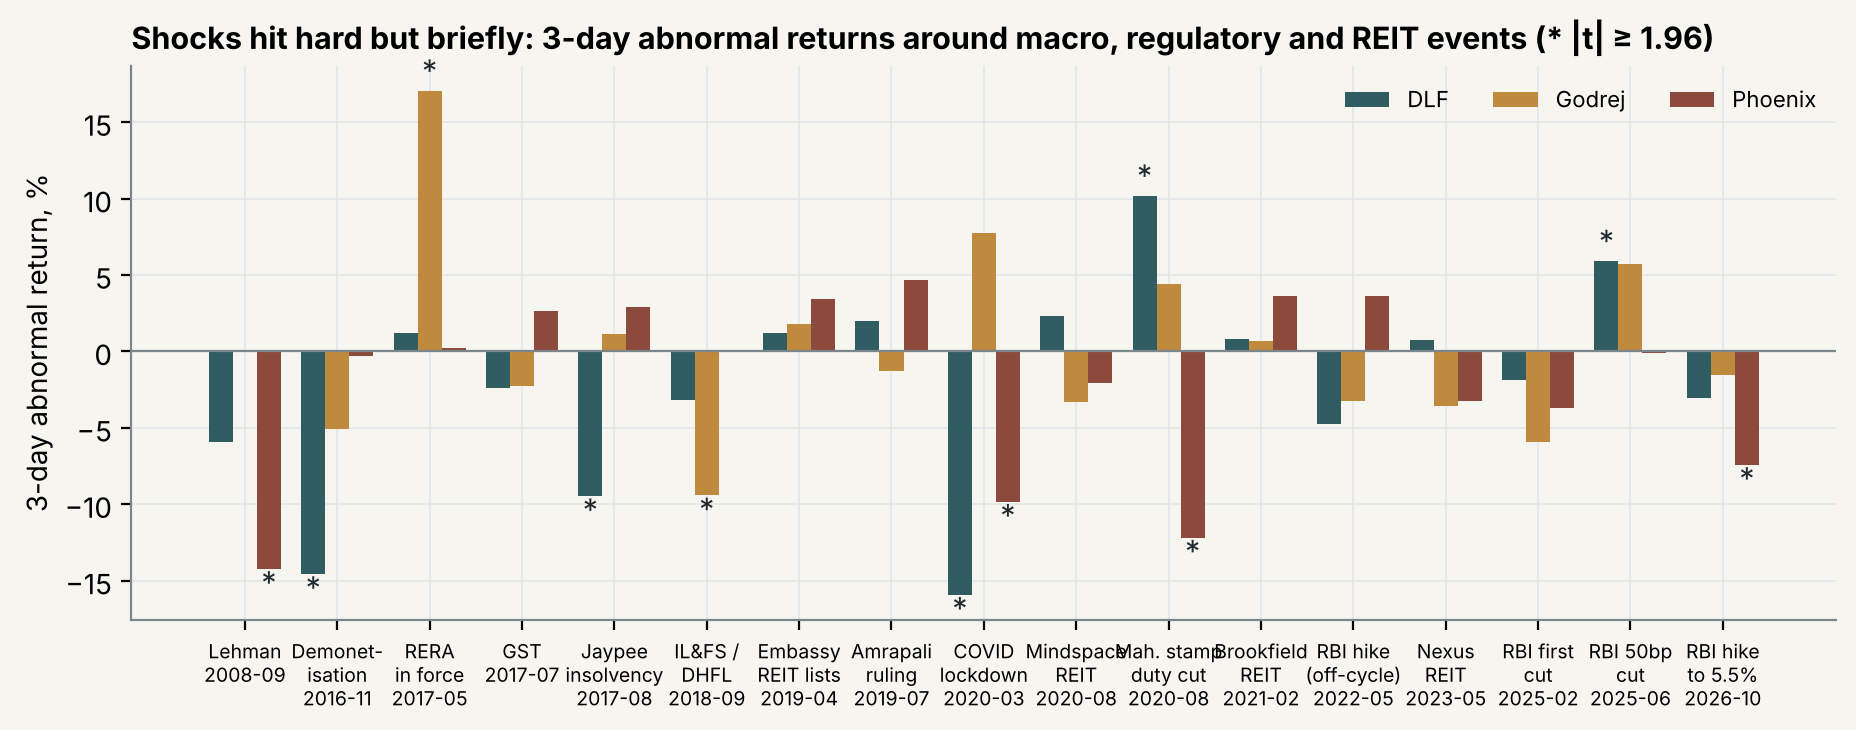 Shocks hit hard but briefly: 3-day abnormal returns around macro, regulatory and REIT events (* |t| ≥ 1.96)
DLF
Godrej
Phoenix
3-day abnormal return, %
15
10
5
0
−5
−10
−15
*
*
*
*
*
*
*
*
*
*
*
Lehman
2008-09
Demonet-
isation
2016-11
RERA
in force
2017-05
GST
2017-07
Jaypee
insolvency
2017-08
IL&FS /
DHFL
2018-09
Embassy
REIT lists
2019-04
Amrapali
ruling
2019-07
COVID
lockdown
2020-03
Mindspace
REIT
2020-08
Mah. stamp
duty cut
2020-08
Brookfield
REIT
2021-02
RBI hike
(off-cycle)
2022-05
Nexus
REIT
2023-05
RBI first
cut
2025-02
RBI 50bp
cut
2025-06
RBI hike
to 5.5%
2026-10